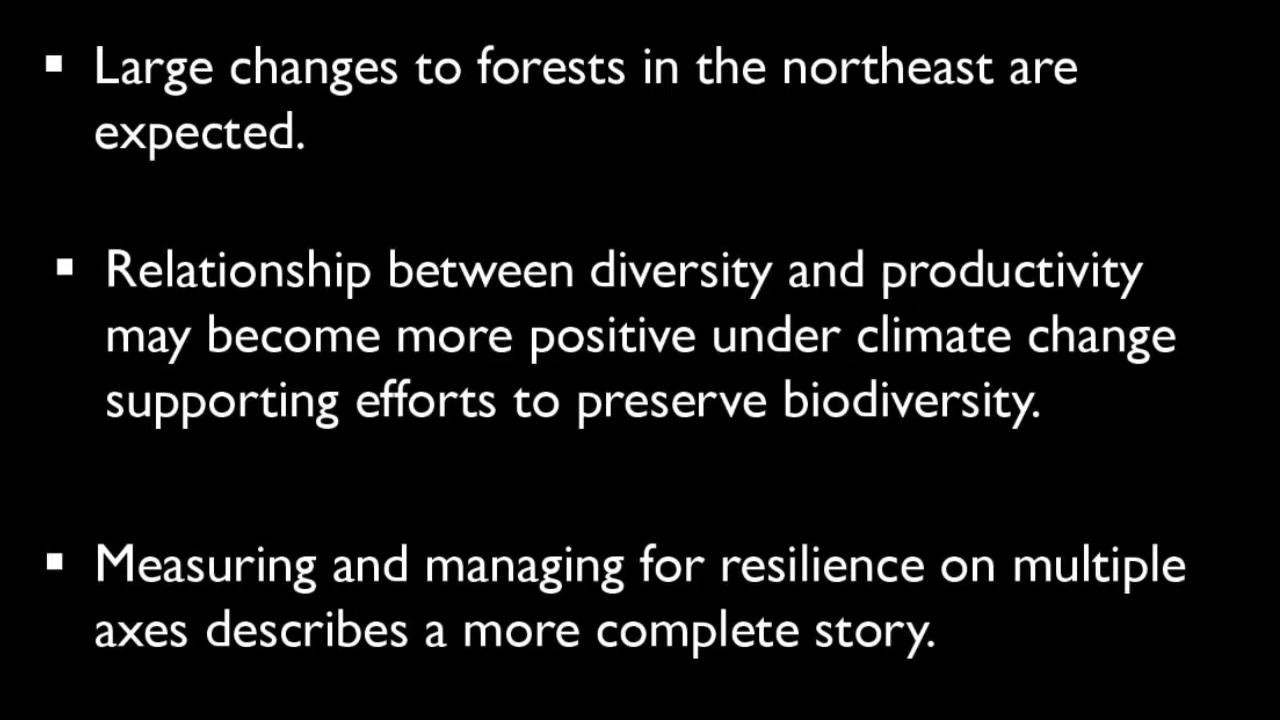 ▪ Large changes to forests in the northeast are
expected.
▪ Relationship between diversity and productivity
may become more positive under climate change
supporting efforts to preserve biodiversity.
▪ Measuring and managing for resilience on multiple
axes describes a more complete story.